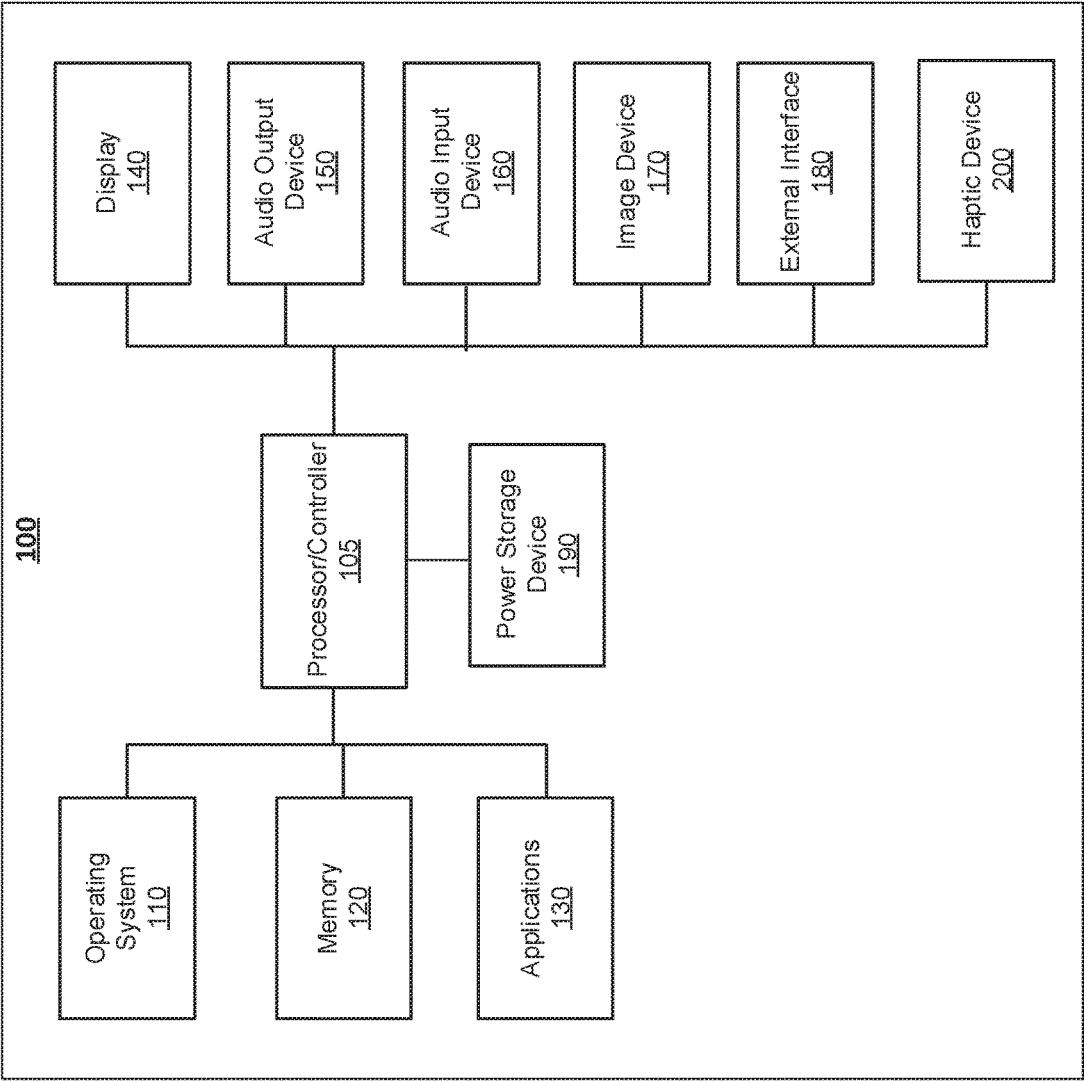 100
Operating
System
110
Memory
120
Applications
130
Processor/Controller
105
Power Storage
Device
190
Display
140
Audio Output
Device
150
Audio Input
Device
160
Image Device
170
External Interface
180
Haptic Device
200